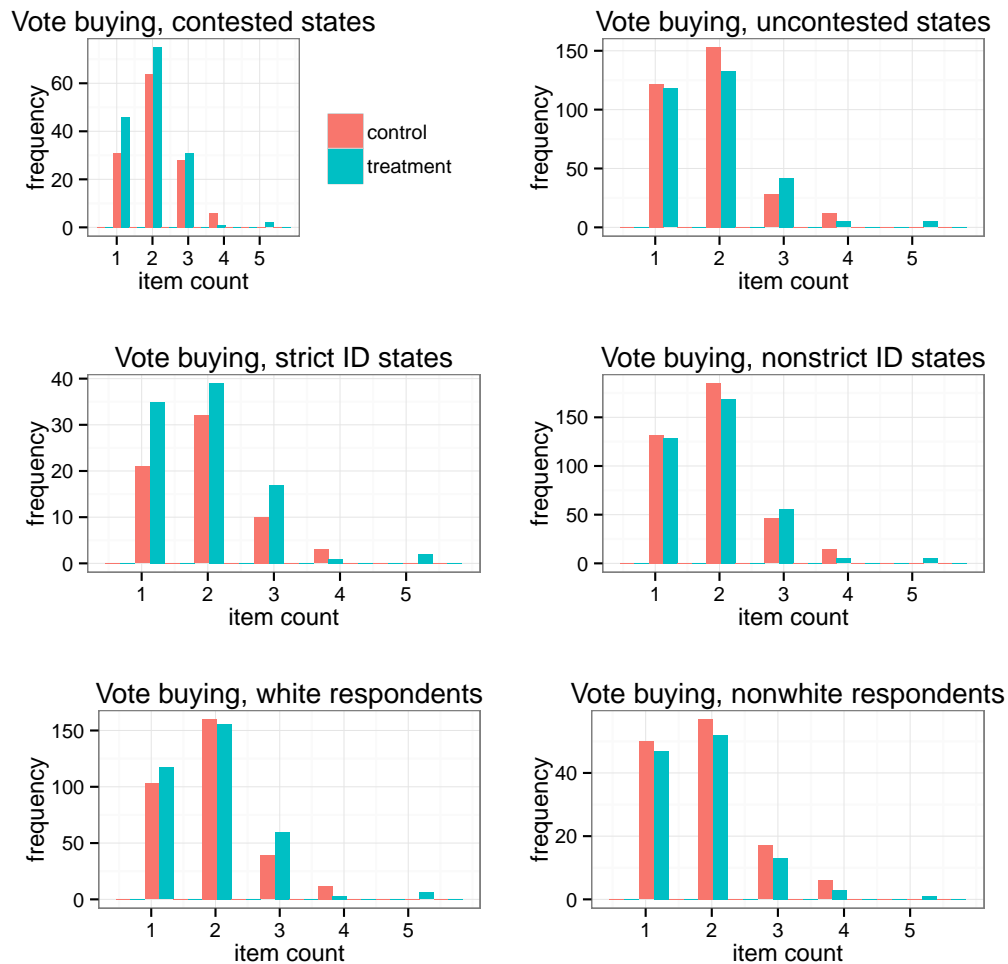 Vote buying, contested states
60
40
20
0
frequency
1 2 3 4 5
item count
control
treatment
Vote buying, uncontested states
150
100
50
0
frequency
1 2 3 4 5
item count
Vote buying, strict ID states
40
30
20
10
0
frequency
1 2 3 4 5
item count
Vote buying, nonstrict ID states
150
100
50
0
frequency
1 2 3 4 5
item count
Vote buying, white respondents
150
100
50
0
frequency
1 2 3 4 5
item count
Vote buying, nonwhite respondents
40
20
0
frequency
1 2 3 4 5
item count